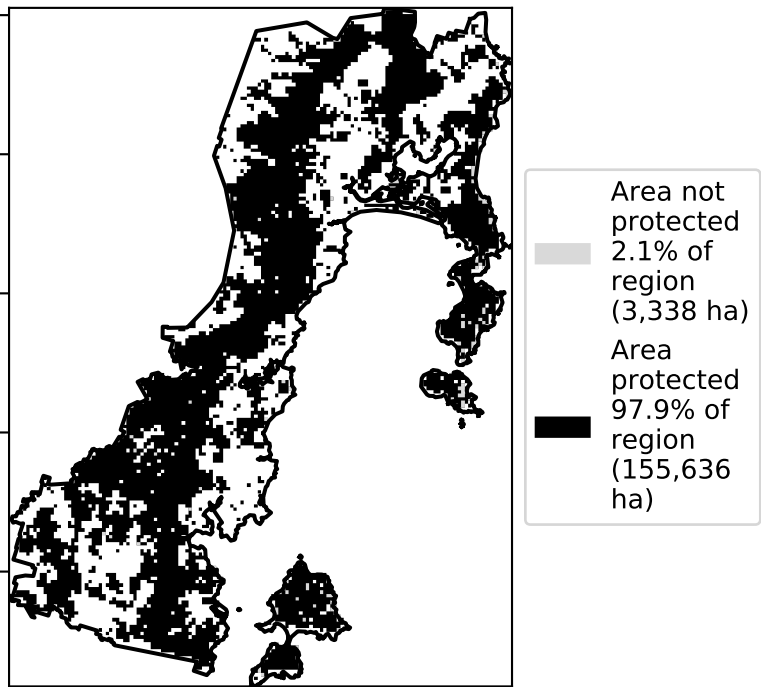 Area not
protected
2.1% of
region
(3,338 ha)
Area
protected
97.9% of
region
(155,636
ha)